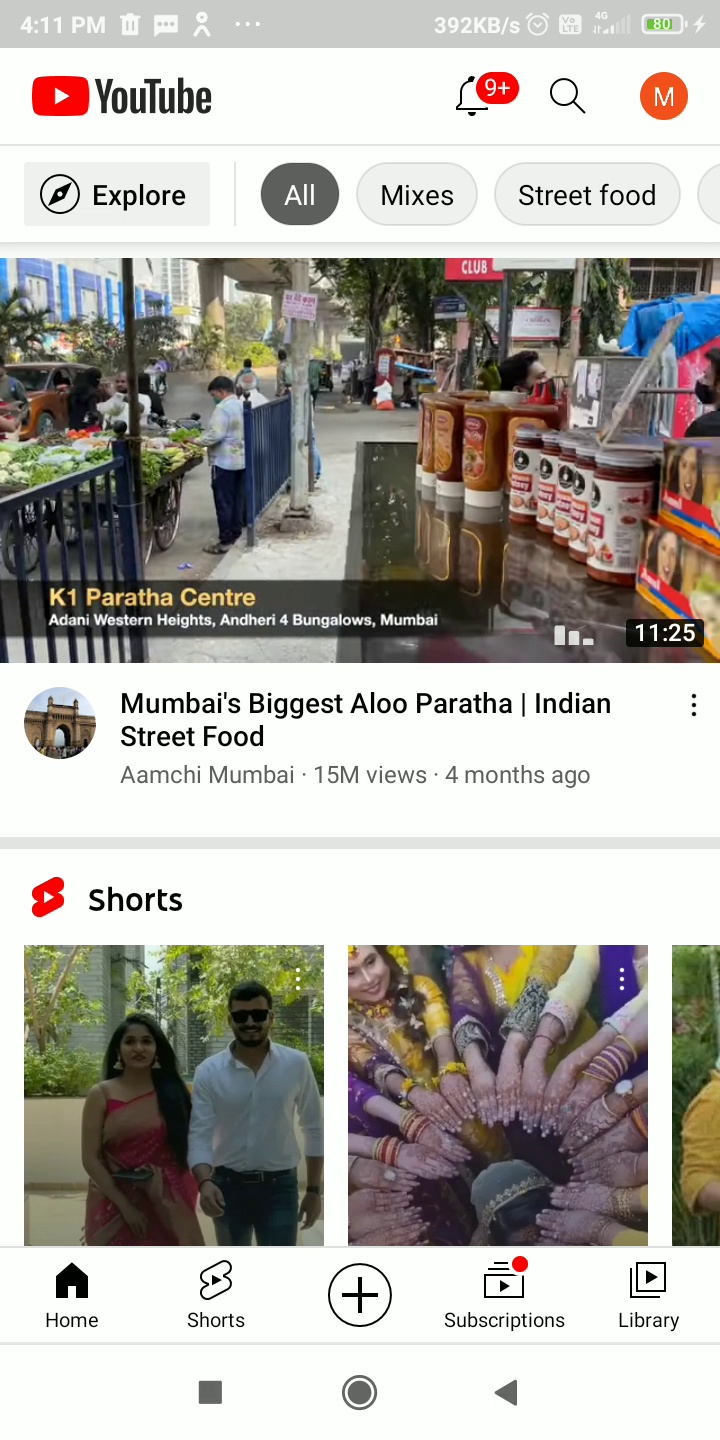 4:11 PM
392KB/s
Vo LTE
4G
80
YouTube
9+
M
Explore
All
Mixes
Street food
CLUB
K1 Paratha Centre
Adani Western Heights, Andheri 4 Bungalows, Mumbai
11:25
Mumbai's Biggest Aloo Paratha | Indian
Street Food
Aamchi Mumbai · 15M views · 4 months ago
Shorts
Home
Shorts
Subscriptions
Library